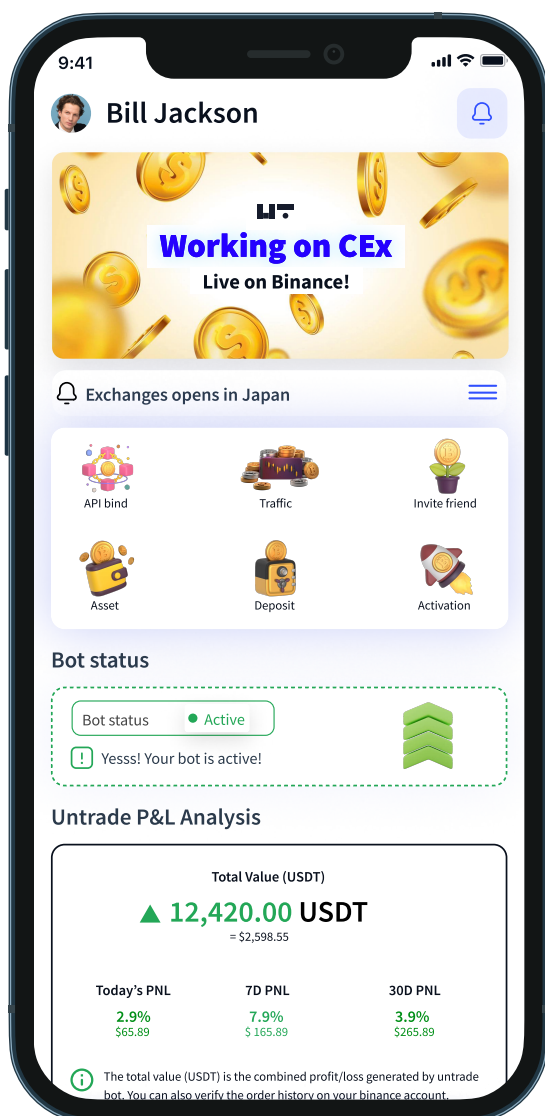 9:41
Bill Jackson
Working on CEx
Live on Binance!
Exchanges opens in Japan
API bind
Traffic
Invite friend
Asset
Deposit
Activation
Bot status
Bot status
Active
Yesss! Your bot is active!
Untrade P&L Analysis
Total Value (USDT)
12,420.00 USDT
= $2,598.55
Today’s PNL 7D PNL 30D PNL
2.9% 7.9% 3.9%
$65.89 $ 165.89 $265.89
The total value (USDT) is the combined profit/loss generated by untrade
bot. You can also verify the order history on your binance account.